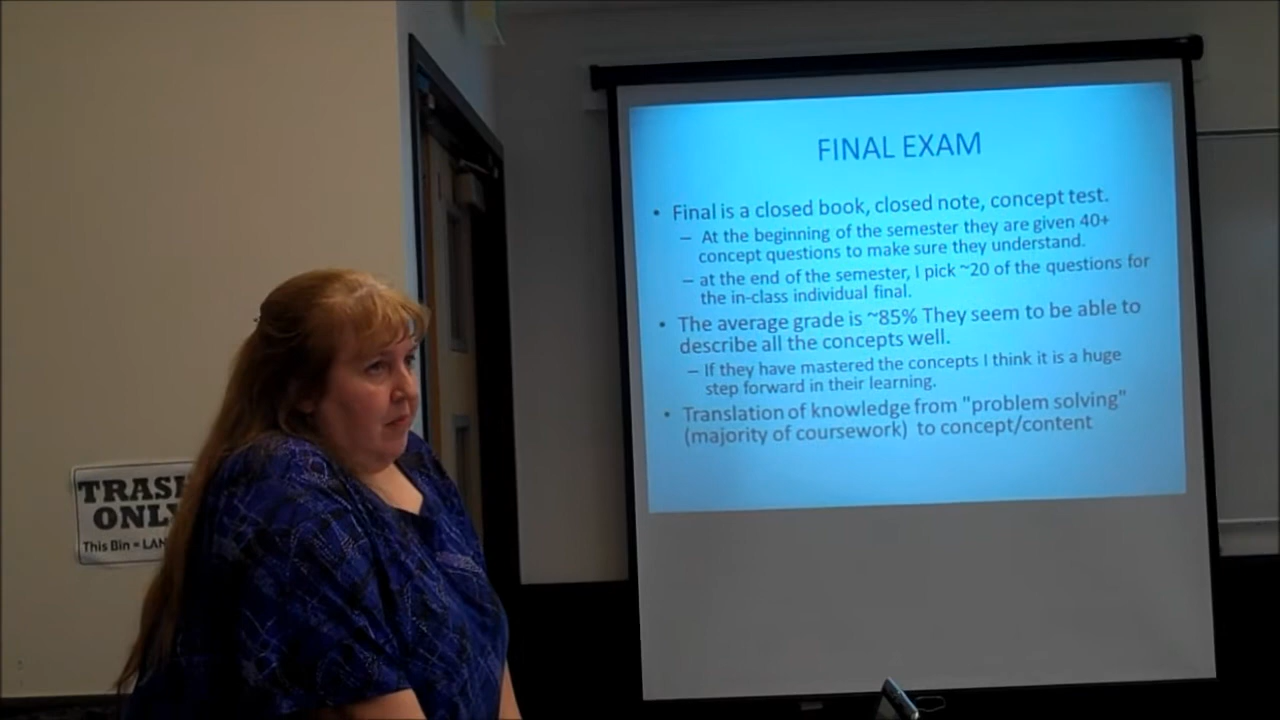 FINAL EXAM
• Final is a closed book, closed note, concept test.
– At the beginning of the semester they are given 40+
concept questions to make sure they understand.
– at the end of the semester, I pick ~20 of the questions for
the in-class individual final.
• The average grade is ~85% They seem to be able to
describe all the concepts well.
– If they have mastered the concepts I think it is a huge
step forward in their learning.
• Translation of knowledge from "problem solving"
(majority of coursework) to concept/content
TRASH
ONLY
This Bin = LAN